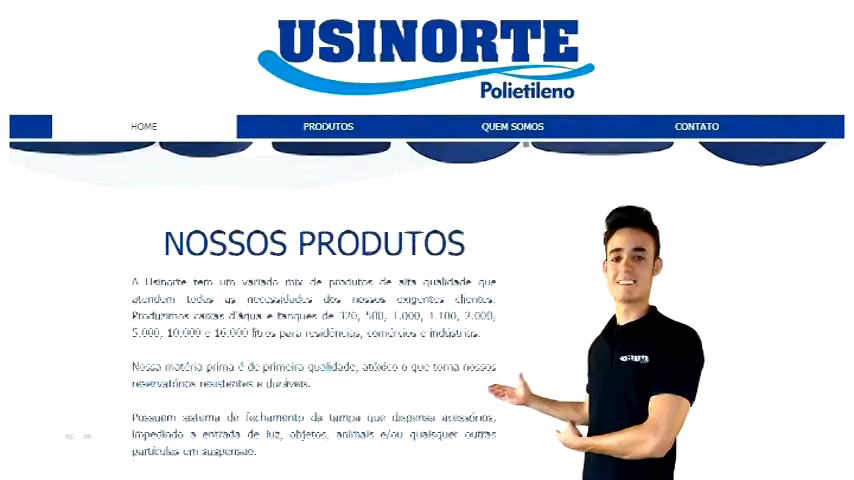 USINORTE
Polietileno
HOME PRODUTOS QUEM SOMOS CONTATO
NOSSOS PRODUTOS
A Usinorte tem um variado mix de produtos de alta qualidade que
atendem todas as necessidades dos nossos exigentes clientes.
Produzimos caixas d'água e tanques de 320, 500, 1.000, 1.100, 2.000,
5.000, 10.000 e 16.000 litros para residências, comércios e indústrias.
Nossa matéria prima é de primeira qualidade, atóxico o que torna nossos
reservatórios resistentes e duráveis.
Possuem sistema de fechamento da tampa que dispensa acessórios,
impedindo a entrada de luz, objetos, animais e/ou quaisquer outras
partículas em suspensão.
USINORTE